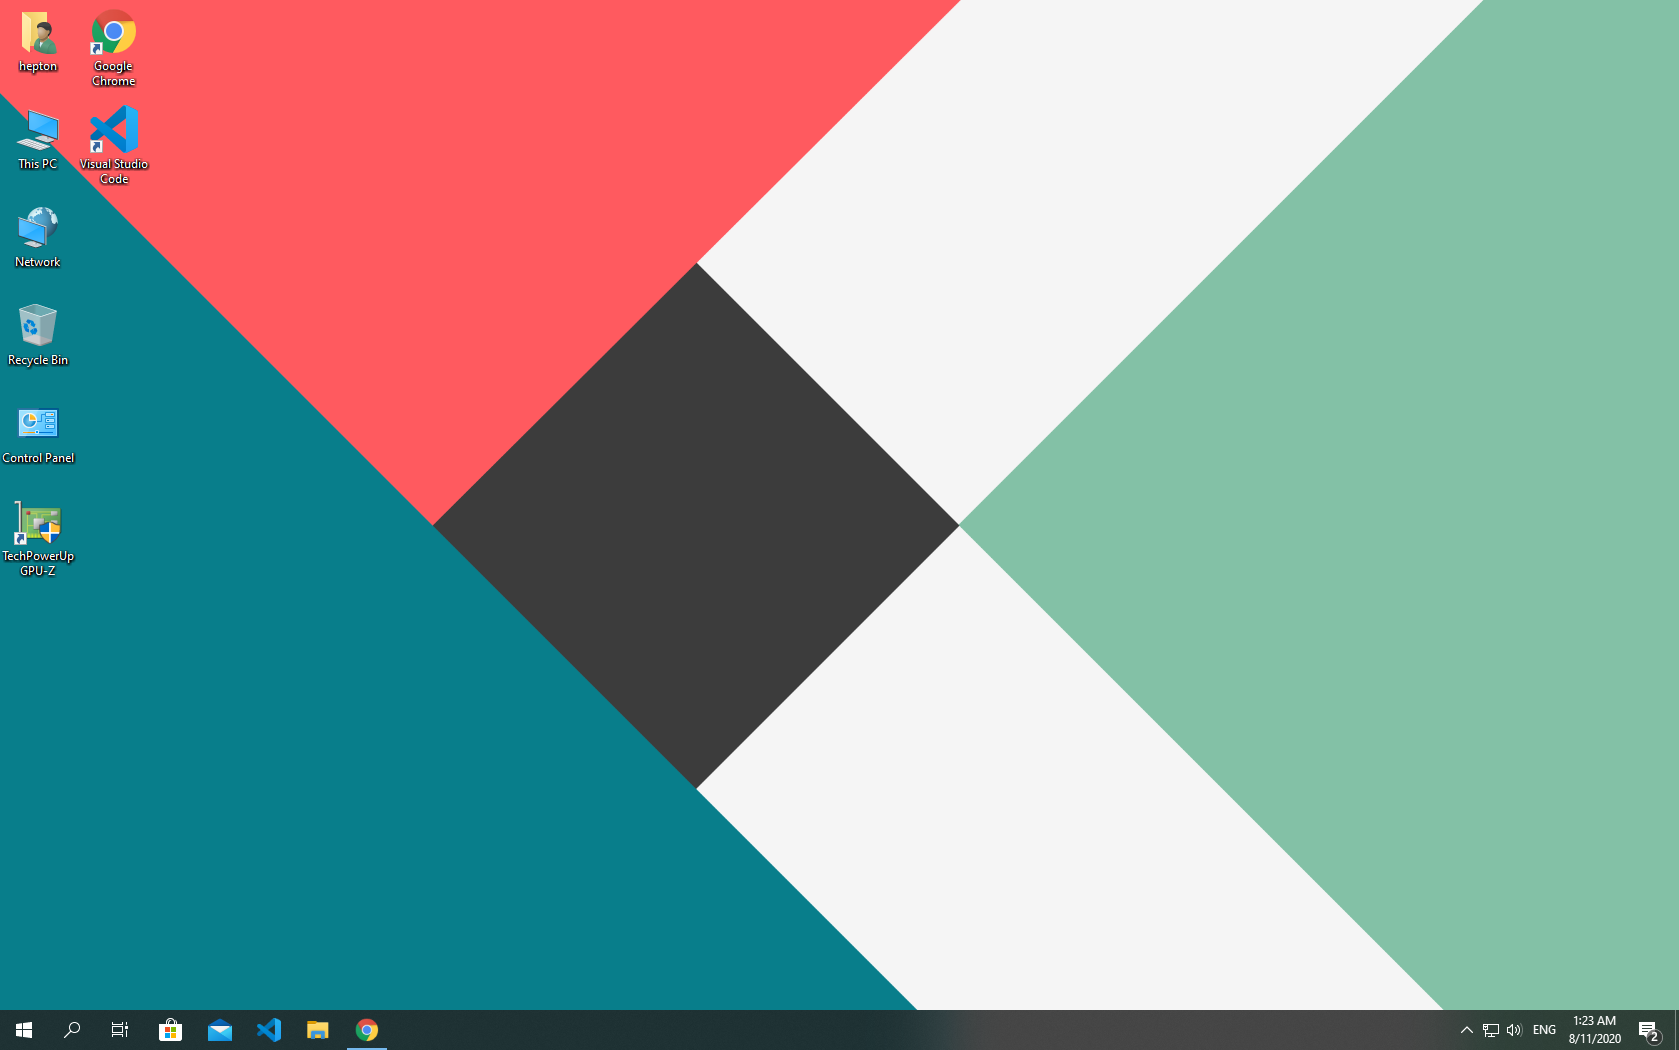 hepton
Google
Chrome
This PC
Visual Studio
Code
Network
Recycle Bin
Control Panel
TechPowerUp
GPU-Z
ENG
1:23 AM
8/11/2020
2